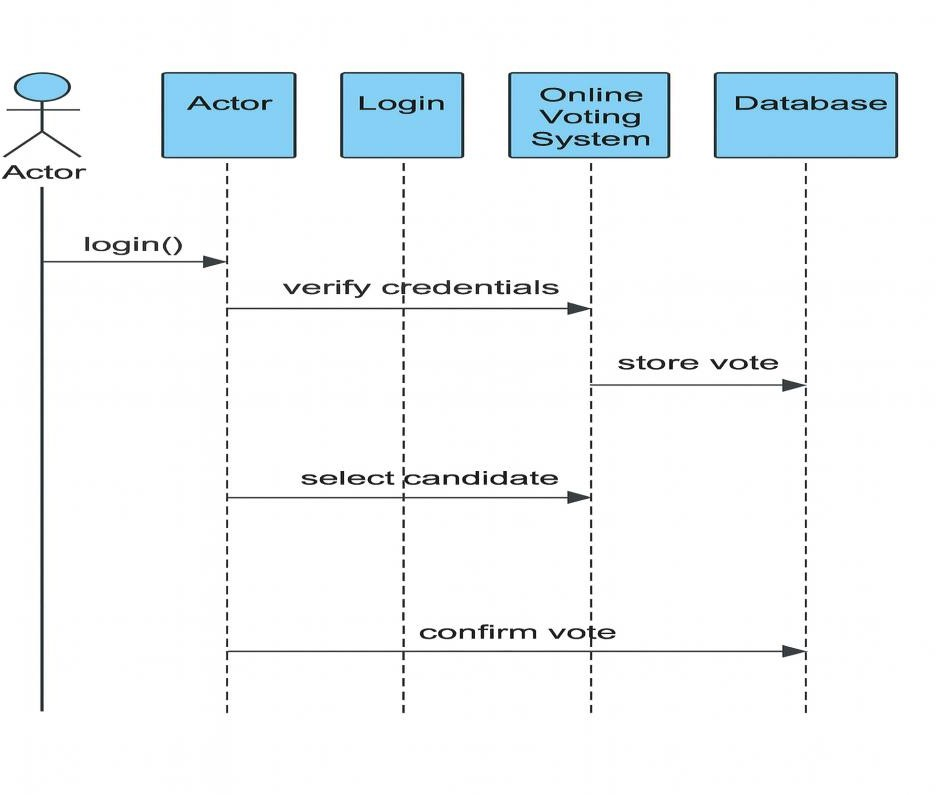 Actor
Login
Online
Voting
System
Database
Actor
login()
verify credentials
store vote
select candidate
confirm vote